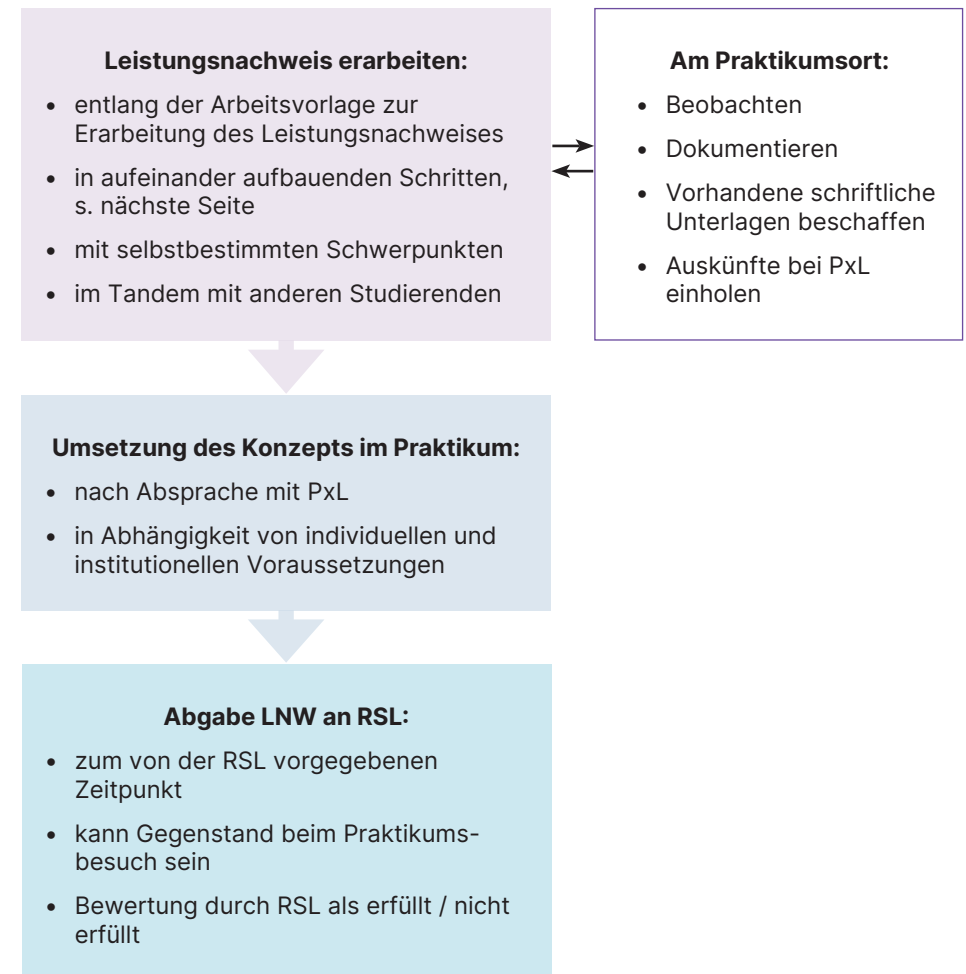 Leistungsnachweis erarbeiten:
• entlang der Arbeitsvorlage zur
Erarbeitung des Leistungsnachweises
• in aufeinander aufbauenden Schritten,
s. nächste Seite
• mit selbstbestimmten Schwerpunkten
• im Tandem mit anderen Studierenden
Am Praktikumsort:
• Beobachten
• Dokumentieren
• Vorhandene schriftliche
Unterlagen beschaffen
• Auskünfte bei PxL
einholen
Umsetzung des Konzepts im Praktikum:
• nach Absprache mit PxL
• in Abhängigkeit von individuellen und
institutionellen Voraussetzungen
Abgabe LNW an RSL:
• zum von der RSL vorgegebenen
Zeitpunkt
• kann Gegenstand beim Praktikums-
besuch sein
• Bewertung durch RSL als erfüllt / nicht
erfüllt